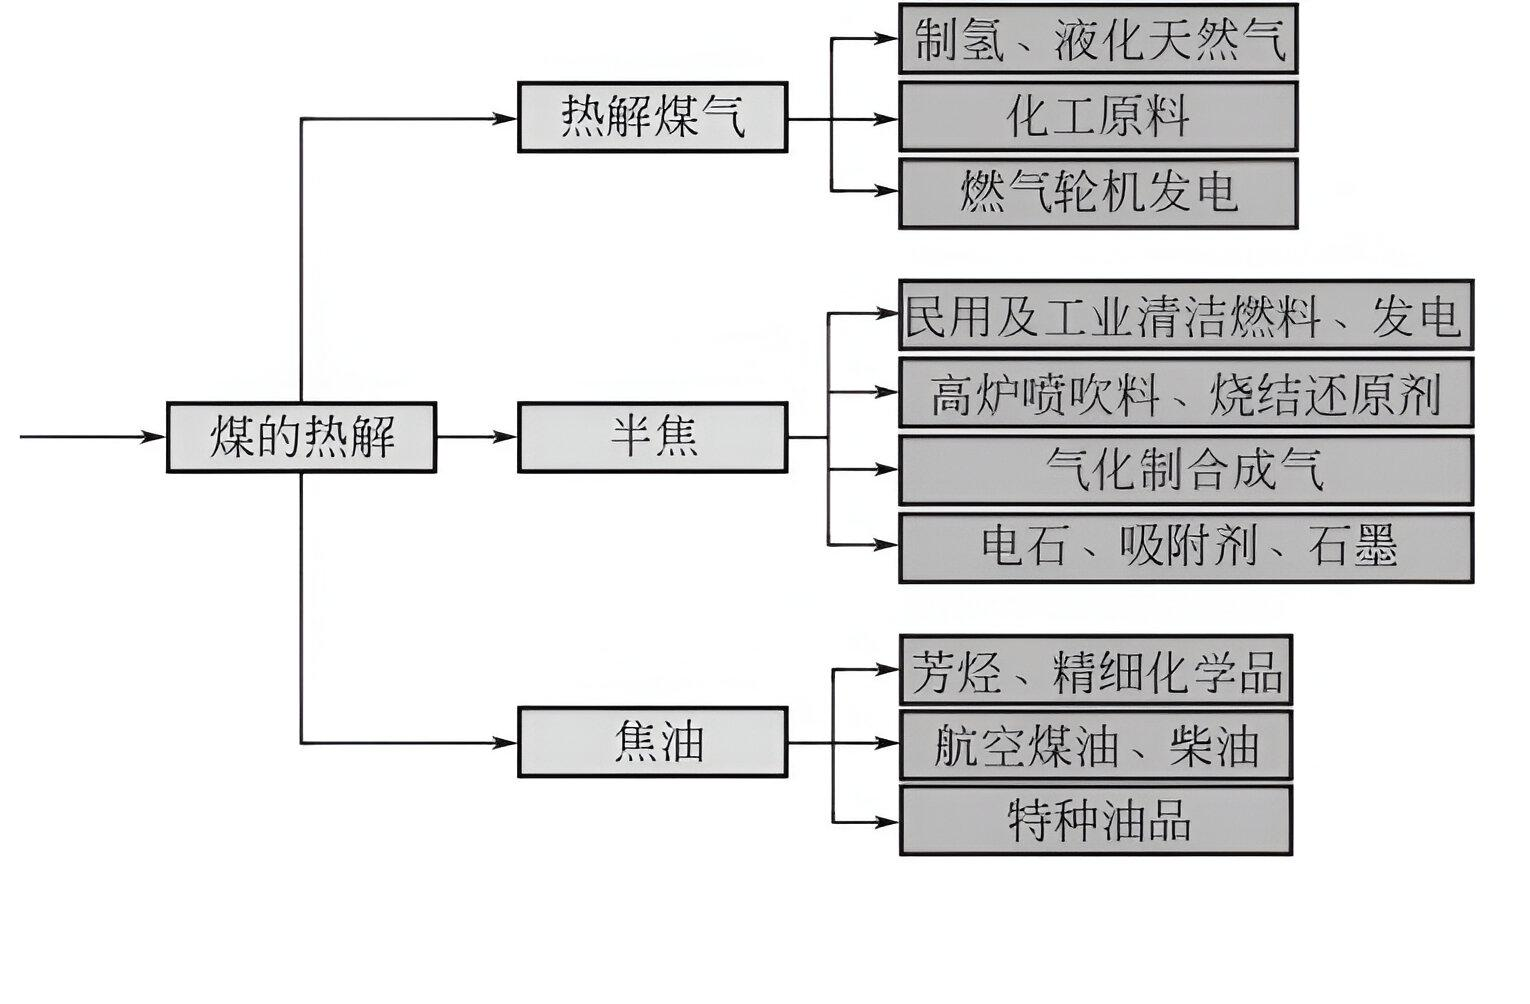 制氢、液化天然气
热解煤气
化工原料
燃气轮机发电
民用及工业清洁燃料、发电
高炉喷吹料、烧结还原剂
煤的热解
半焦
气化制合成气
电石、吸附剂、石墨
芳烃、精细化学品
焦油
航空煤油、柴油
特种油品